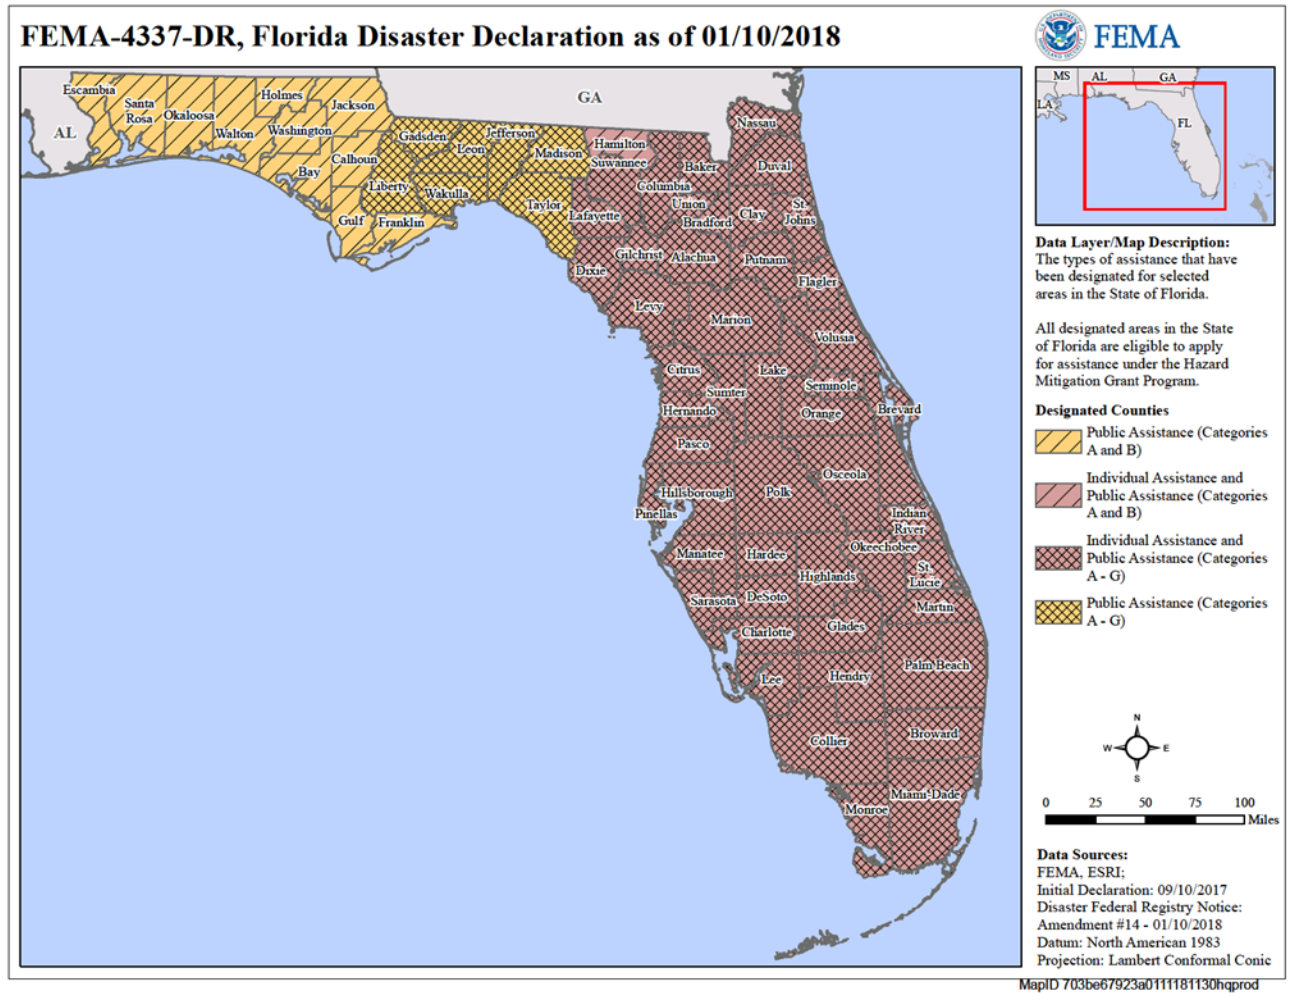 FEMA-4337-DR, Florida Disaster Declaration as of 01/10/2018
FEMA
MS
AL
GA
LA
FL
GA
AL
Escambia
Santa
Rosa
Okaloosa
Holmes
Walton
Washington
Jackson
Bay
Calhoun
Gulf
Franklin
Liberty
Gadsden
Leon
Wakulla
Jefferson
Madison
Taylor
Hamilton
Suwannee
Lafayette
Dixie
Columbia
Baker
Nassau
Duval
Union
Bradford
Clay
St.
Johns
Gilchrist
Alachua
Putnam
Flagler
Levy
Marion
Volusia
Citrus
Sumter
Lake
Seminole
Hernando
Orange
Brevard
Pasco
Osceola
Hillsborough
Polk
Pinellas
Indian
River
Manatee
Hardee
Okeechobee
Highlands
St.
Lucie
Sarasota
DeSoto
Martin
Charlotte
Glades
Lee
Hendry
Palm Beach
Collier
Broward
Monroe
Miami-Dade
Data Layer/Map Description:
The types of assistance that have
been designated for selected
areas in the State of Florida.
All designated areas in the State
of Florida are eligible to apply
for assistance under the Hazard
Mitigation Grant Program.
Designated Counties
Public Assistance (Categories
A and B)
Individual Assistance and
Public Assistance (Categories
A and B)
Individual Assistance and
Public Assistance (Categories
A - G)
Public Assistance (Categories
A - G)
N
W E
S
0 25 50 75 100
Miles
Data Sources:
FEMA, ESRI;
Initial Declaration: 09/10/2017
Disaster Federal Registry Notice:
Amendment #14 - 01/10/2018
Datum: North American 1983
Projection: Lambert Conformal Conic
MapID 703be67923a0111181130hqprod